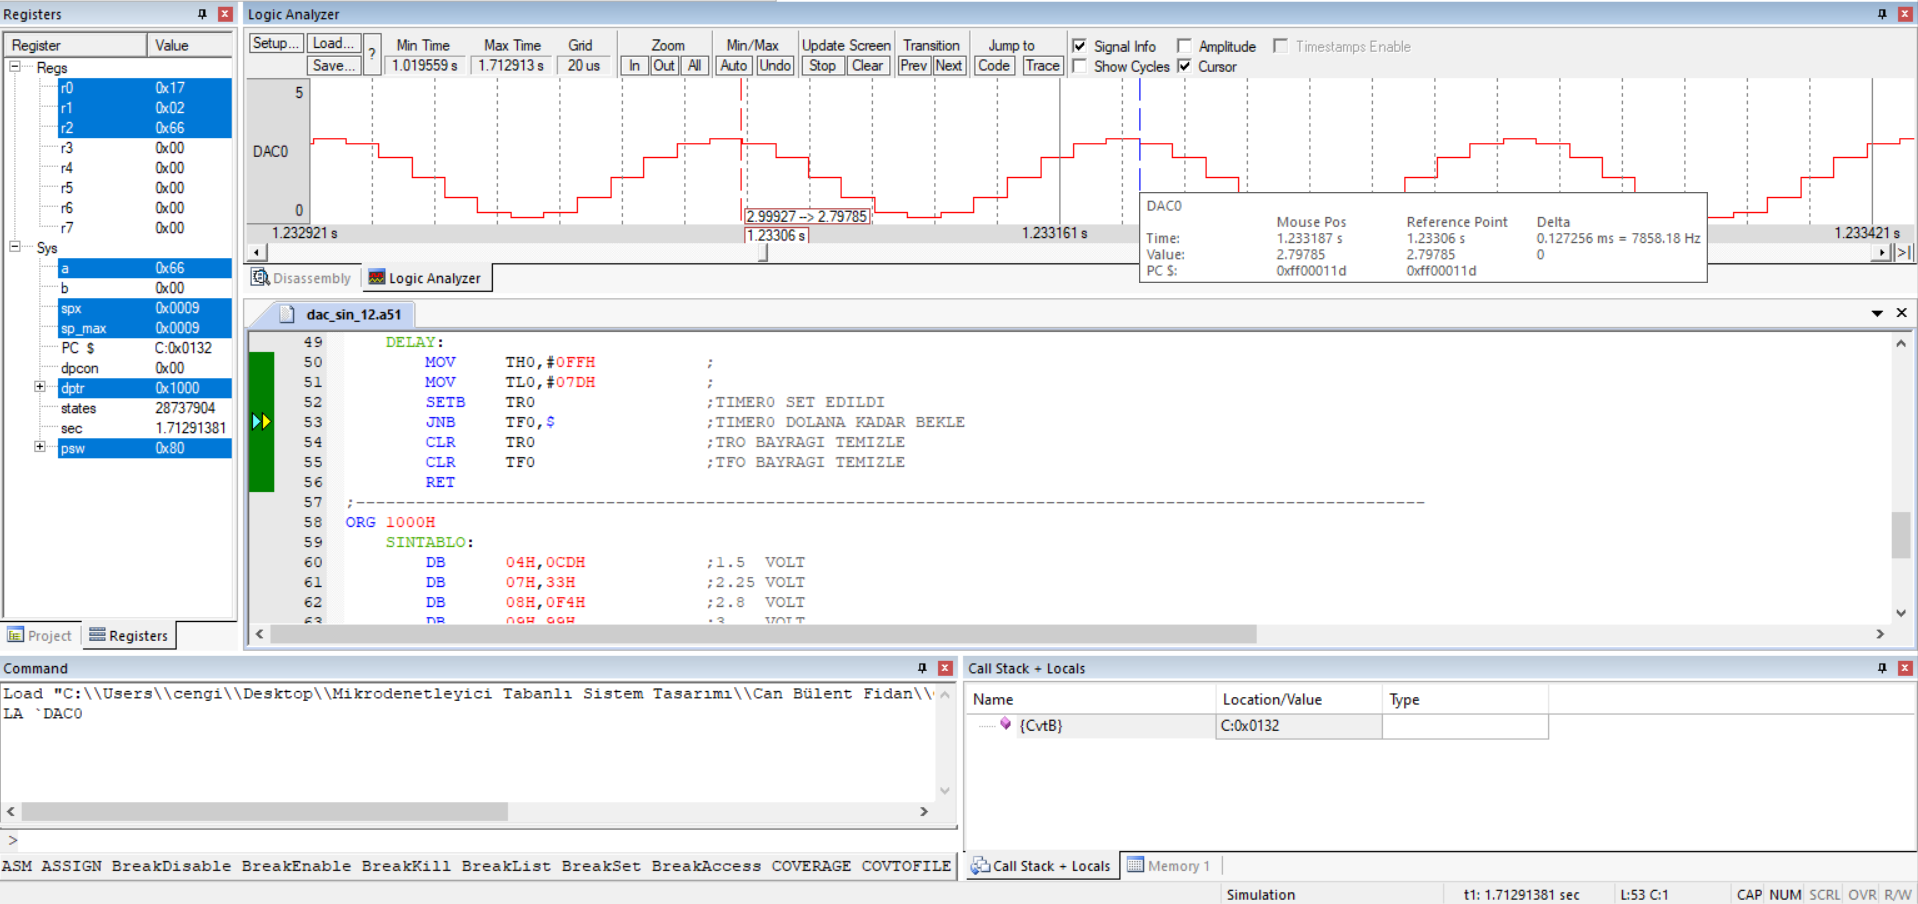 Registers
Register Value
Regs
r0 0x17
r1 0x02
r2 0x66
r3 0x00
r4 0x00
r5 0x00
r6 0x00
r7 0x00
Sys
a 0x66
b 0x00
spx 0x0009
sp_max 0x0009
PC $ C:0x0132
dpcon 0x00
dptr 0x1000
states 28737904
sec 1.71291381
psw 0x80
Project Registers
Logic Analyzer
Setup... Load... ? Min Time Max Time Grid Zoom Min/Max Update Screen Transition Jump to Signal Info Amplitude Timestamps Enable
Save... 1.019559 s 1.712913 s 20 us In Out All Auto Undo Stop Clear Prev Next Code Trace Show Cycles Cursor
5
DAC0
0
2.99927 --> 2.79785
1.232921 s 1.23306 s 1.233161 s 1.233421 s
DAC0
Mouse Pos Reference Point Delta
Time: 1.233187 s 1.23306 s 0.127256 ms = 7858.18 Hz
Value: 2.79785 2.79785 0
PC $: 0xff00011d 0xff00011d
Disassembly Logic Analyzer
dac_sin_12.a51
49 DELAY:
50 MOV TH0,#0FFH ;
51 MOV TL0,#07DH ;
52 SETB TR0 ;TIMER0 SET EDILDI
53 JNB TF0,$ ;TIMER0 DOLANA KADAR BEKLE
54 CLR TR0 ;TRO BAYRAGI TEMIZLE
55 CLR TF0 ;TFO BAYRAGI TEMIZLE
56 RET
57 ;-----------------------------------------------------------------------------------------------------------
58 ORG 1000H
59 SINTABLO:
60 DB 04H,0CDH ;1.5 VOLT
61 DB 07H,33H ;2.25 VOLT
62 DB 08H,0F4H ;2.8 VOLT
63 DB 09H,99H ;3 VOLT
Command
Load "C:\\Users\\cengi\\Desktop\\Mikrodenetleyici Tabanlı Sistem Tasarımı\\Can Bülent Fidan\\
LA `DAC0
>
ASM ASSIGN BreakDisable BreakEnable BreakKill BreakList BreakSet BreakAccess COVERAGE COVTOFILE
Call Stack + Locals
Name Location/Value Type
{CvtB} C:0x0132
Call Stack + Locals Memory 1
Simulation t1: 1.71291381 sec L:53 C:1 CAP NUM SCRL OVR R/W